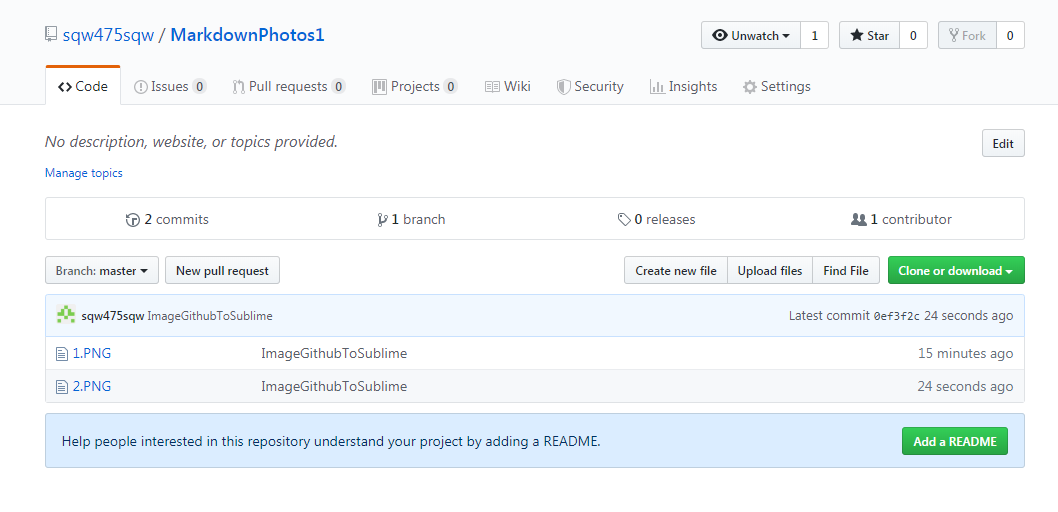 sqw475sqw / MarkdownPhotos1 Unwatch 1 Star 0 Fork 0
Code Issues 0 Pull requests 0 Projects 0 Wiki Security Insights Settings
No description, website, or topics provided. Edit
Manage topics
2 commits 1 branch 0 releases 1 contributor
Branch: master New pull request Create new file Upload files Find File Clone or download
sqw475sqw ImageGithubToSublime Latest commit 0ef3f2c 24 seconds ago
1.PNG ImageGithubToSublime 15 minutes ago
2.PNG ImageGithubToSublime 24 seconds ago
Help people interested in this repository understand your project by adding a README. Add a README